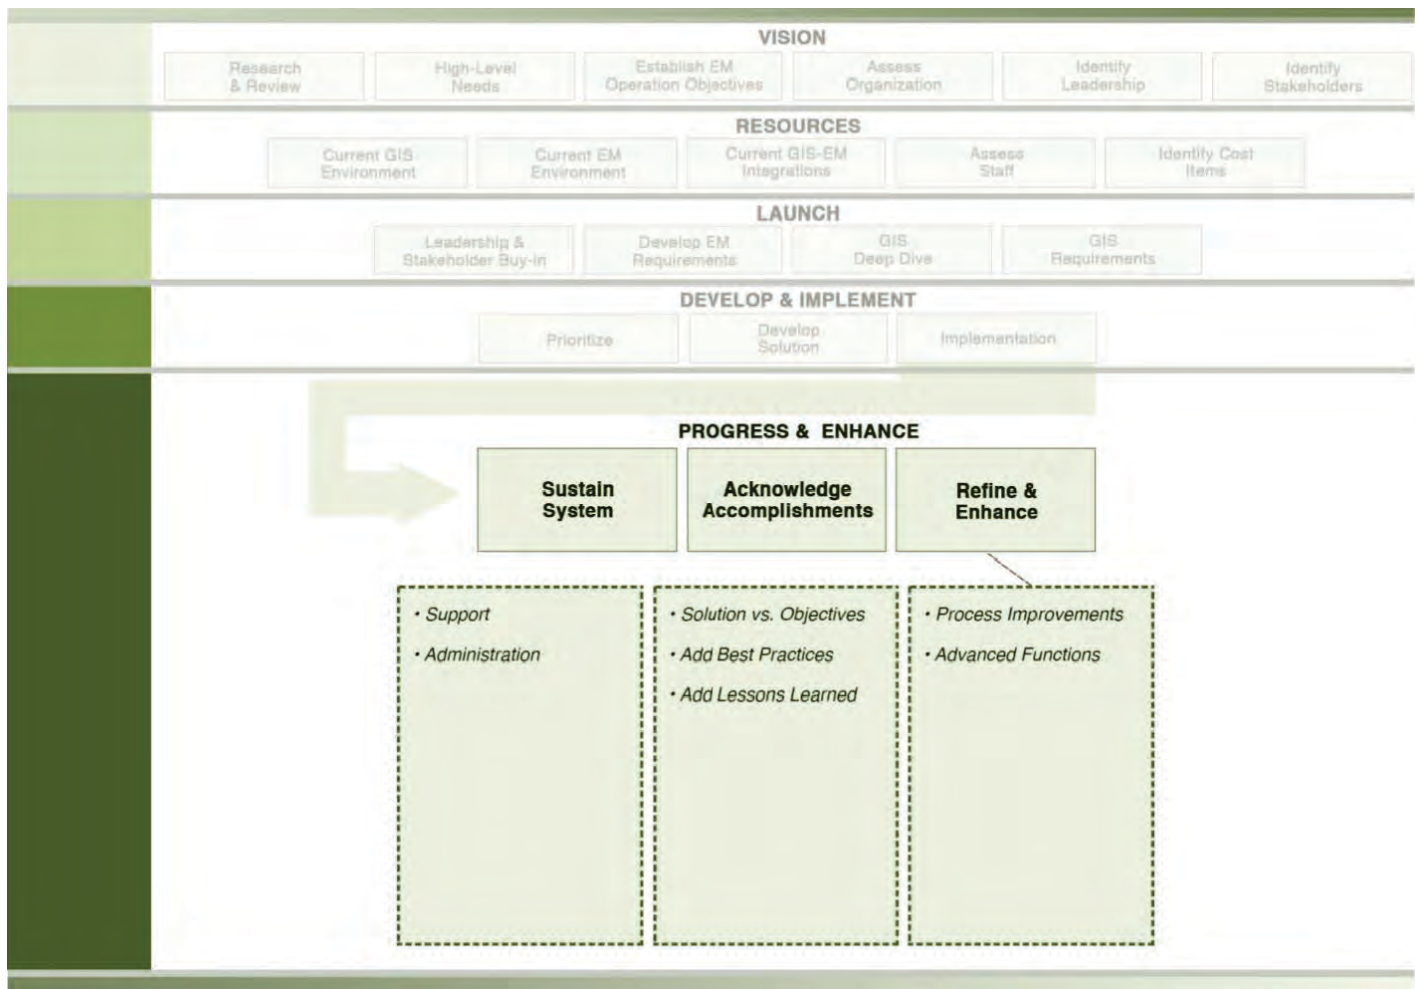 VISION
Research
& Review
High-Level
Needs
Establish EM
Operation Objectives
Assess
Organization
Identify
Leadership
Identify
Stakeholders
RESOURCES
Current GIS
Environment
Current EM
Environment
Current GIS-EM
Integrations
Assess
Staff
Identify Cost
Items
LAUNCH
Leadership &
Stakeholder Buy-In
Develop EM
Requirements
GIS
Deep Dive
GIS
Requirements
DEVELOP & IMPLEMENT
Prioritize
Develop
Solution
Implementation
PROGRESS & ENHANCE
Sustain
System
Acknowledge
Accomplishments
Refine &
Enhance
• Support
• Administration
• Solution vs. Objectives
• Add Best Practices
• Add Lessons Learned
• Process Improvements
• Advanced Functions